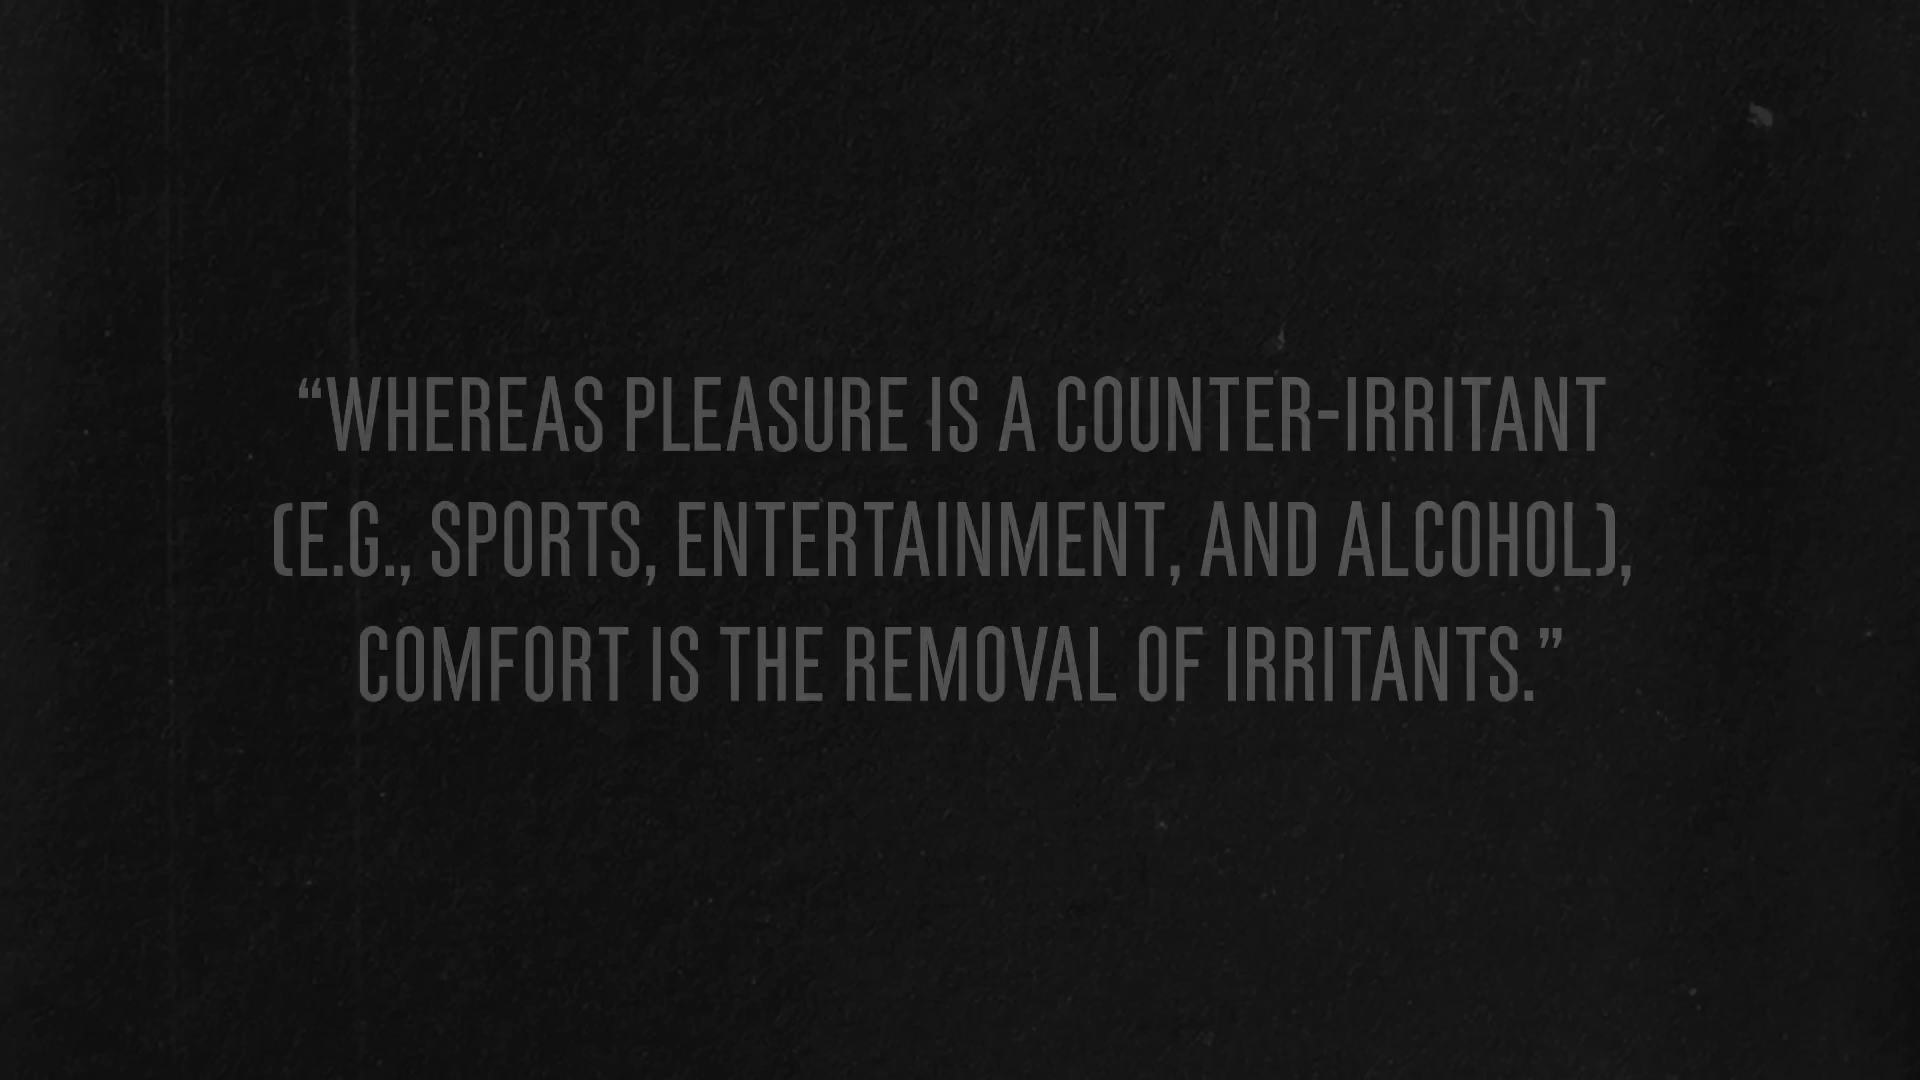 “WHEREAS PLEASURE IS A COUNTER-IRRITANT
(E.G., SPORTS, ENTERTAINMENT, AND ALCOHOL),
COMFORT IS THE REMOVAL OF IRRITANTS.”